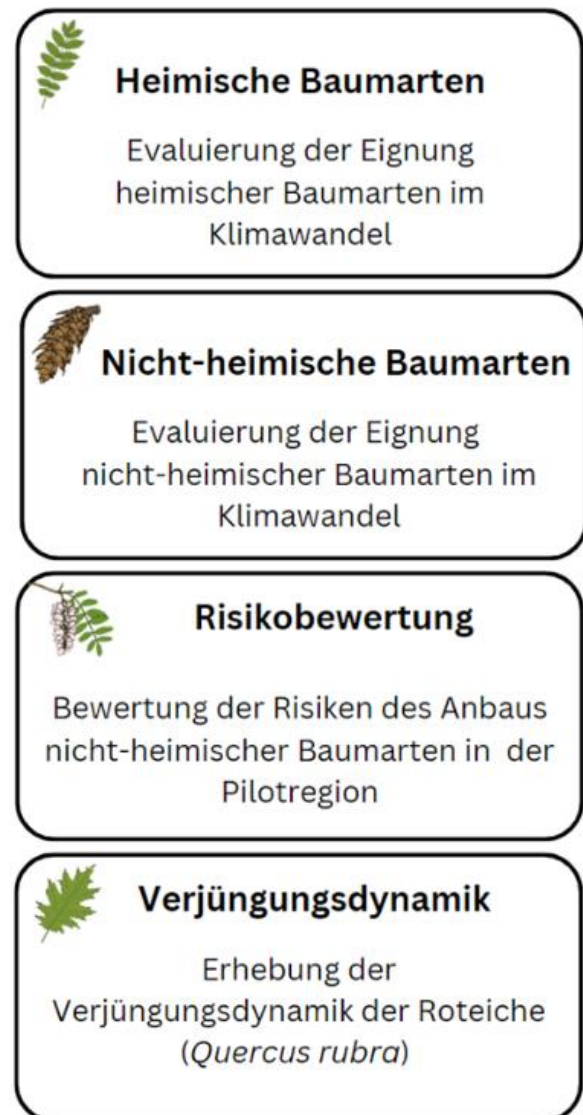 Heimische Baumarten
Evaluierung der Eignung
heimischer Baumarten im
Klimawandel
Nicht-heimische Baumarten
Evaluierung der Eignung
nicht-heimischer Baumarten im
Klimawandel
Risikobewertung
Bewertung der Risiken des Anbaus
nicht-heimischer Baumarten in der
Pilotregion
Verjüngungsdynamik
Erhebung der
Verjüngungsdynamik der Roteiche
(Quercus rubra)